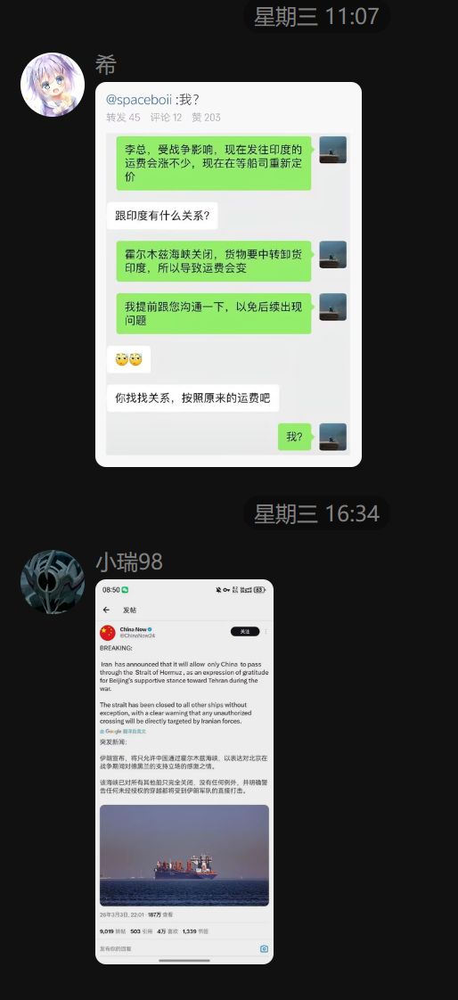 星期三 11:07
希
@spaceboii :我?
转发 45 评论 12 赞 203
李总，受战争影响，现在发往印度的
运费会涨不少，现在在等船司重新定
价
跟印度有什么关系?
霍尔木兹海峡关闭，货物要中转卸货
印度，所以导致运费会变
我提前跟您沟通一下，以免后续出现
问题
你找找关系，按照原来的运费吧
我?
星期三 16:34
小瑞98
08:50
发帖
China Now
@ChinaNow24
关注
BREAKING:
Iran has announced that it will allow only China to pass
through the Strait of Hormuz, as an expression of gratitude
for Beijing's supportive stance toward Tehran during the
war.
The strait has been closed to all other ships without
exception, with a clear warning that any unauthorized
crossing will be directly targeted by Iranian forces.
由 Google 翻译自英文
突发新闻:
伊朗宣布，将只允许中国通过霍尔木兹海峡，以表达对北京在
战争期间对德黑兰的支持立场的感激之情。
该海峡已对所有其他船只完全关闭，没有任何例外，并明确警
告任何未经授权的穿越都将受到伊朗军队的直接打击。
26年3月3日, 22:01 · 187万 查看
9,019 转帖 503 引用 4万 喜欢 1,339 书签
发布你的回复